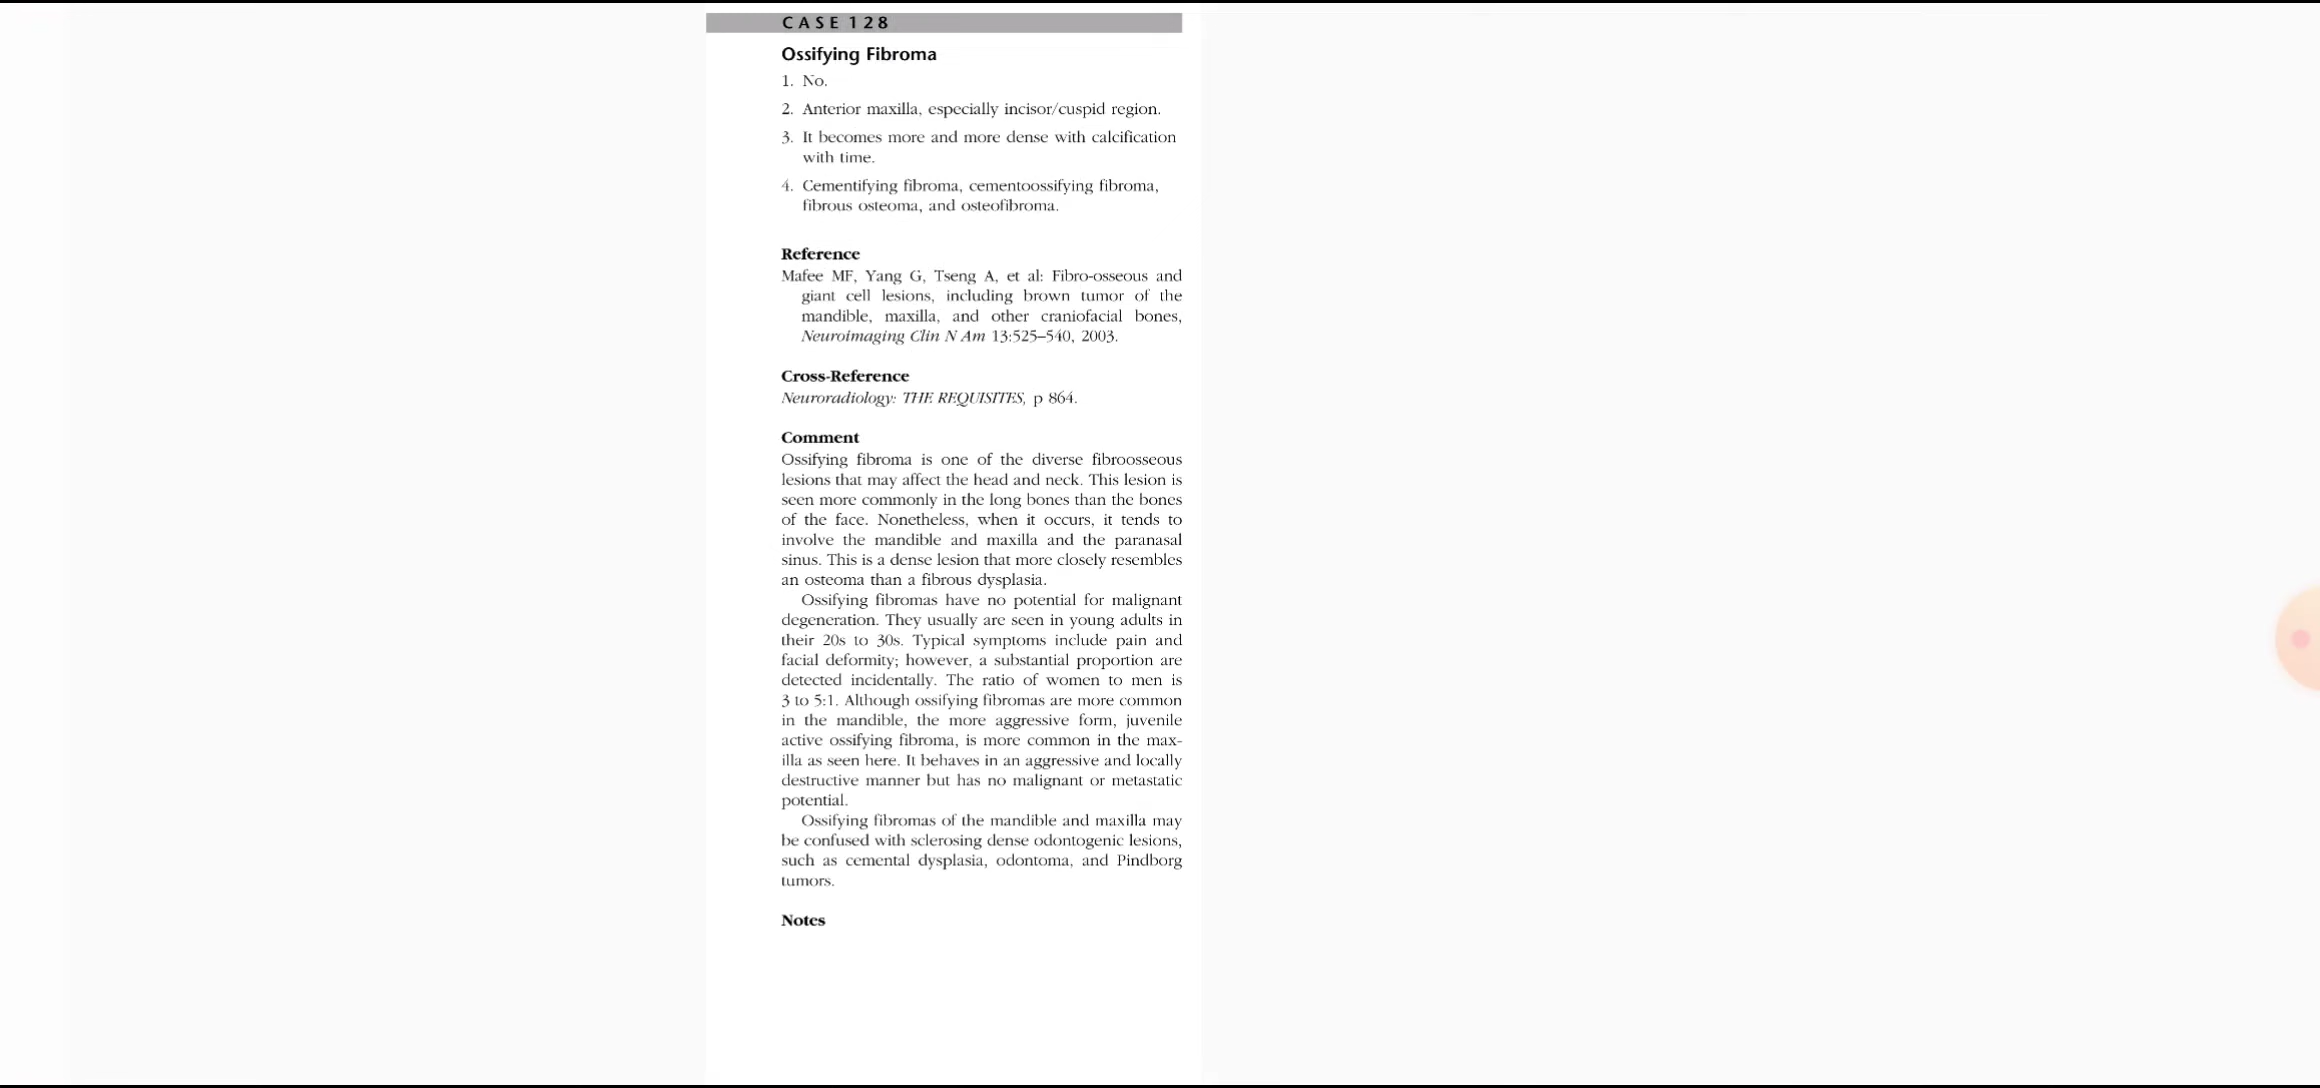 CASE 128
Ossifying Fibroma
1. No.
2. Anterior maxilla, especially incisor/cuspid region.
3. It becomes more and more dense with calcification
with time.
4. Cementifying fibroma, cementoossifying fibroma,
fibrous osteoma, and osteofibroma.
Reference
Mafee MF, Yang G, Tseng A, et al: Fibro-osseous and
giant cell lesions, including brown tumor of the
mandible, maxilla, and other craniofacial bones,
Neuroimaging Clin N Am 13:525–540, 2003.
Cross-Reference
Neuroradiology: THE REQUISITES, p 864.
Comment
Ossifying fibroma is one of the diverse fibroosseous
lesions that may affect the head and neck. This lesion is
seen more commonly in the long bones than the bones
of the face. Nonetheless, when it occurs, it tends to
involve the mandible and maxilla and the paranasal
sinus. This is a dense lesion that more closely resembles
an osteoma than a fibrous dysplasia.
Ossifying fibromas have no potential for malignant
degeneration. They usually are seen in young adults in
their 20s to 30s. Typical symptoms include pain and
facial deformity; however, a substantial proportion are
detected incidentally. The ratio of women to men is
3 to 5:1. Although ossifying fibromas are more common
in the mandible, the more aggressive form, juvenile
active ossifying fibroma, is more common in the max-
illa as seen here. It behaves in an aggressive and locally
destructive manner but has no malignant or metastatic
potential.
Ossifying fibromas of the mandible and maxilla may
be confused with sclerosing dense odontogenic lesions,
such as cemental dysplasia, odontoma, and Pindborg
tumors.
Notes